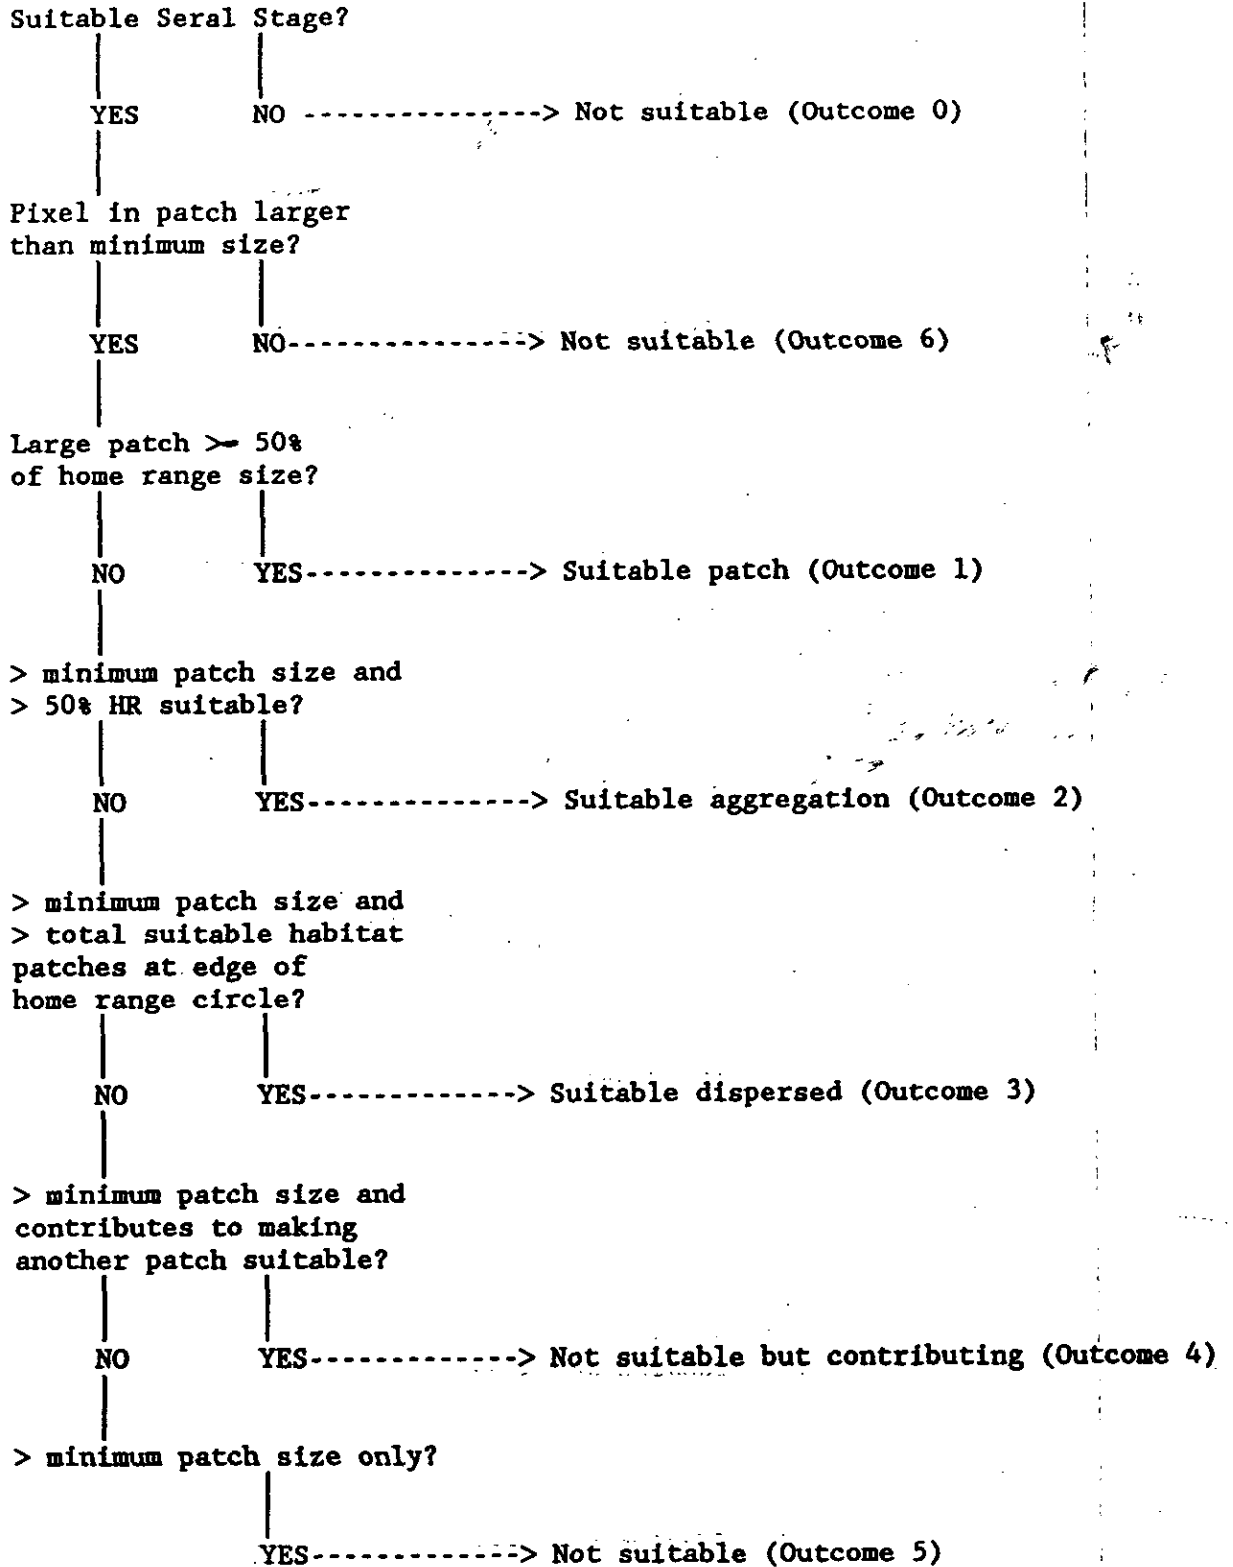 Suitable Seral Stage?
YES NO ---------------> Not suitable (Outcome 0)
Pixel in patch larger
than minimum size?
YES NO---------------> Not suitable (Outcome 6)
Large patch >= 50%
of home range size?
NO YES--------------> Suitable patch (Outcome 1)
> minimum patch size and
> 50% HR suitable?
NO YES--------------> Suitable aggregation (Outcome 2)
> minimum patch size and
> total suitable habitat
patches at edge of
home range circle?
NO YES-------------> Suitable dispersed (Outcome 3)
> minimum patch size and
contributes to making
another patch suitable?
NO YES-------------> Not suitable but contributing (Outcome 4)
> minimum patch size only?
YES-------------> Not suitable (Outcome 5)